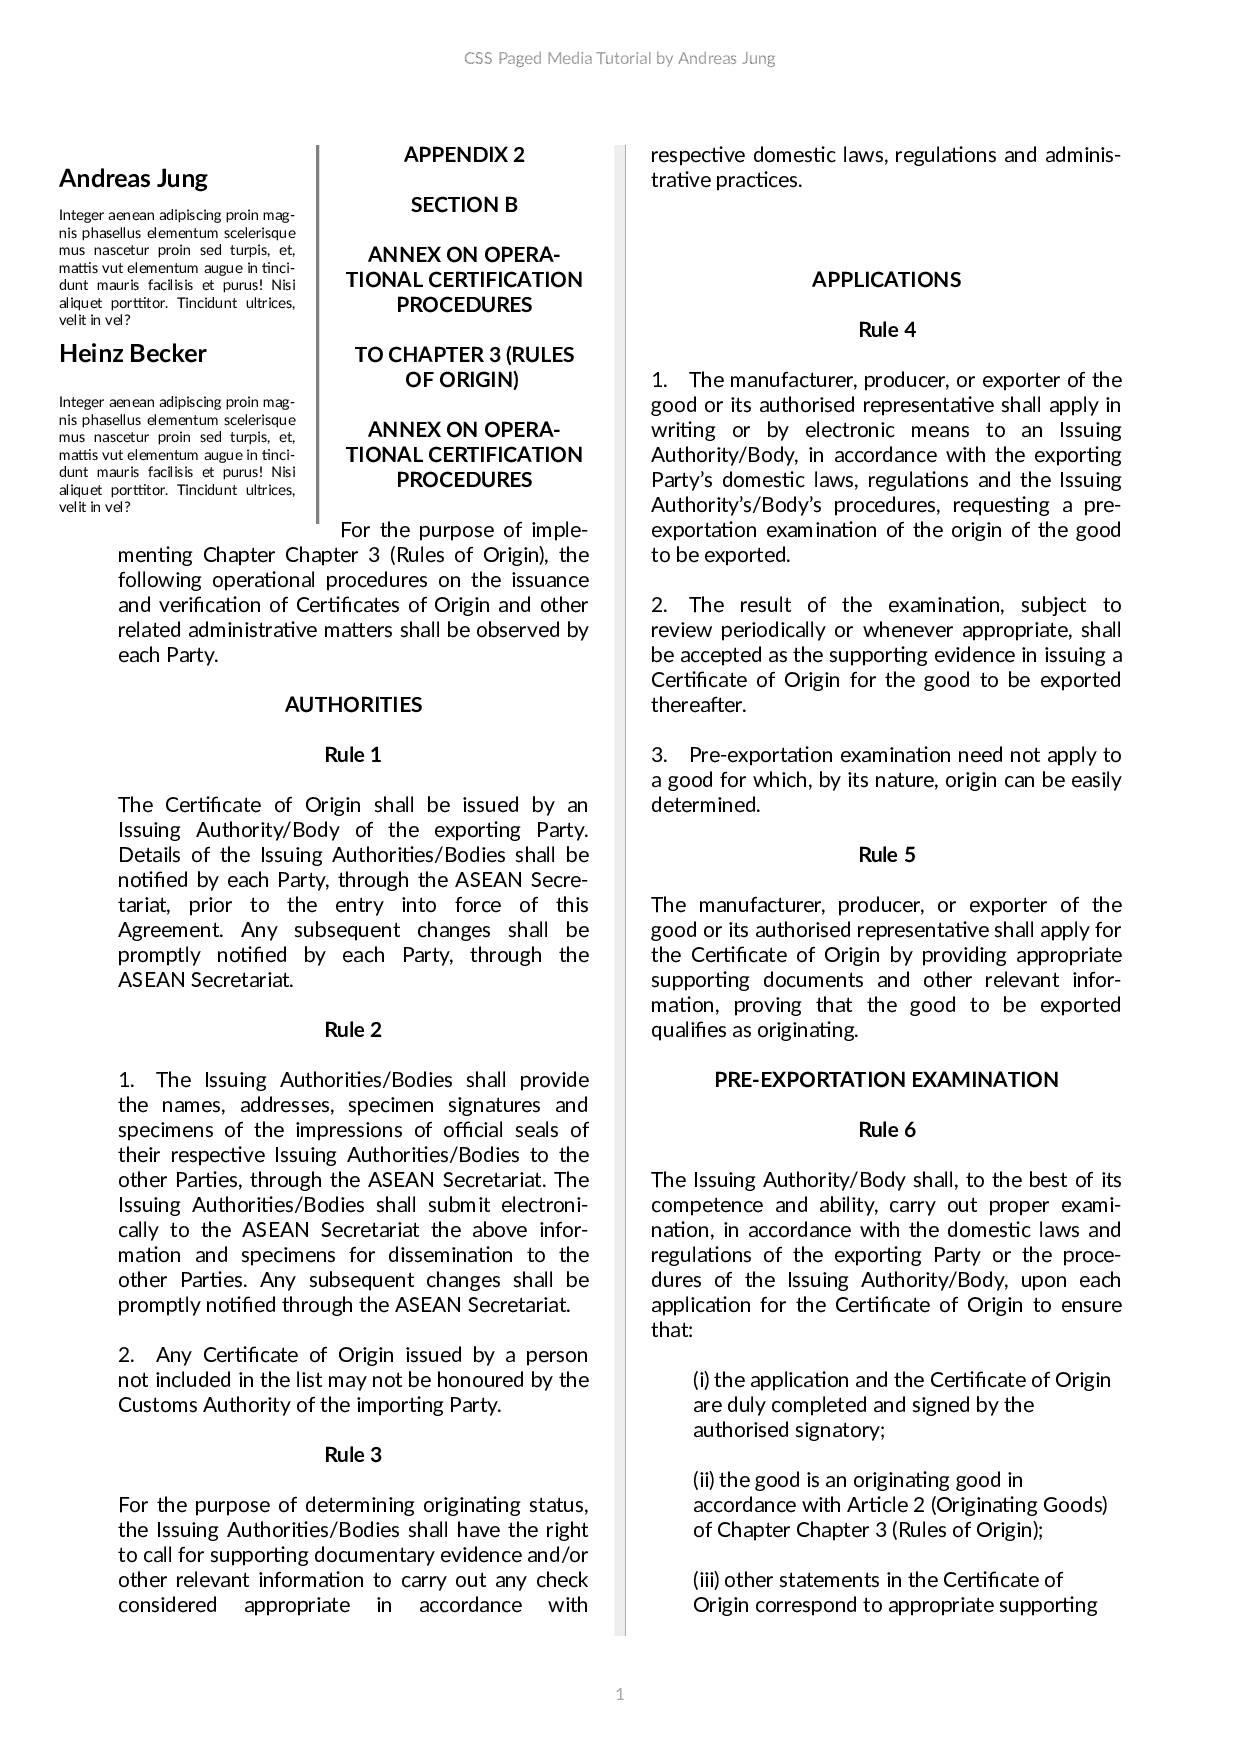 CSS Paged Media Tutorial by Andreas Jung
Andreas Jung
Integer aenean adipiscing proin mag-
nis phasellus elementum scelerisque
mus nascetur proin sed turpis, et,
mattis vut elementum augue in tinci-
dunt mauris facilisis et purus! Nisi
aliquet porttitor. Tincidunt ultrices,
velit in vel?
Heinz Becker
Integer aenean adipiscing proin mag-
nis phasellus elementum scelerisque
mus nascetur proin sed turpis, et,
mattis vut elementum augue in tinci-
dunt mauris facilisis et purus! Nisi
aliquet porttitor. Tincidunt ultrices,
velit in vel?
APPENDIX 2
SECTION B
ANNEX ON OPERA-
TIONAL CERTIFICATION
PROCEDURES
TO CHAPTER 3 (RULES
OF ORIGIN)
ANNEX ON OPERA-
TIONAL CERTIFICATION
PROCEDURES
For the purpose of imple-
menting Chapter Chapter 3 (Rules of Origin), the
following operational procedures on the issuance
and verification of Certificates of Origin and other
related administrative matters shall be observed by
each Party.
AUTHORITIES
Rule 1
The Certificate of Origin shall be issued by an
Issuing Authority/Body of the exporting Party.
Details of the Issuing Authorities/Bodies shall be
notified by each Party, through the ASEAN Secre-
tariat, prior to the entry into force of this
Agreement. Any subsequent changes shall be
promptly notified by each Party, through the
ASEAN Secretariat.
Rule 2
1. The Issuing Authorities/Bodies shall provide
the names, addresses, specimen signatures and
specimens of the impressions of official seals of
their respective Issuing Authorities/Bodies to the
other Parties, through the ASEAN Secretariat. The
Issuing Authorities/Bodies shall submit electroni-
cally to the ASEAN Secretariat the above infor-
mation and specimens for dissemination to the
other Parties. Any subsequent changes shall be
promptly notified through the ASEAN Secretariat.
2. Any Certificate of Origin issued by a person
not included in the list may not be honoured by the
Customs Authority of the importing Party.
Rule 3
For the purpose of determining originating status,
the Issuing Authorities/Bodies shall have the right
to call for supporting documentary evidence and/or
other relevant information to carry out any check
considered appropriate in accordance with
respective domestic laws, regulations and adminis-
trative practices.
APPLICATIONS
Rule 4
1. The manufacturer, producer, or exporter of the
good or its authorised representative shall apply in
writing or by electronic means to an Issuing
Authority/Body, in accordance with the exporting
Party's domestic laws, regulations and the Issuing
Authority's/Body's procedures, requesting a pre-
exportation examination of the origin of the good
to be exported.
2. The result of the examination, subject to
review periodically or whenever appropriate, shall
be accepted as the supporting evidence in issuing a
Certificate of Origin for the good to be exported
thereafter.
3. Pre-exportation examination need not apply to
a good for which, by its nature, origin can be easily
determined.
Rule 5
The manufacturer, producer, or exporter of the
good or its authorised representative shall apply for
the Certificate of Origin by providing appropriate
supporting documents and other relevant infor-
mation, proving that the good to be exported
qualifies as originating.
PRE-EXPORTATION EXAMINATION
Rule 6
The Issuing Authority/Body shall, to the best of its
competence and ability, carry out proper exami-
nation, in accordance with the domestic laws and
regulations of the exporting Party or the proce-
dures of the Issuing Authority/Body, upon each
application for the Certificate of Origin to ensure
that:
(i) the application and the Certificate of Origin
are duly completed and signed by the
authorised signatory;
(ii) the good is an originating good in
accordance with Article 2 (Originating Goods)
of Chapter Chapter 3 (Rules of Origin);
(iii) other statements in the Certificate of
Origin correspond to appropriate supporting
1